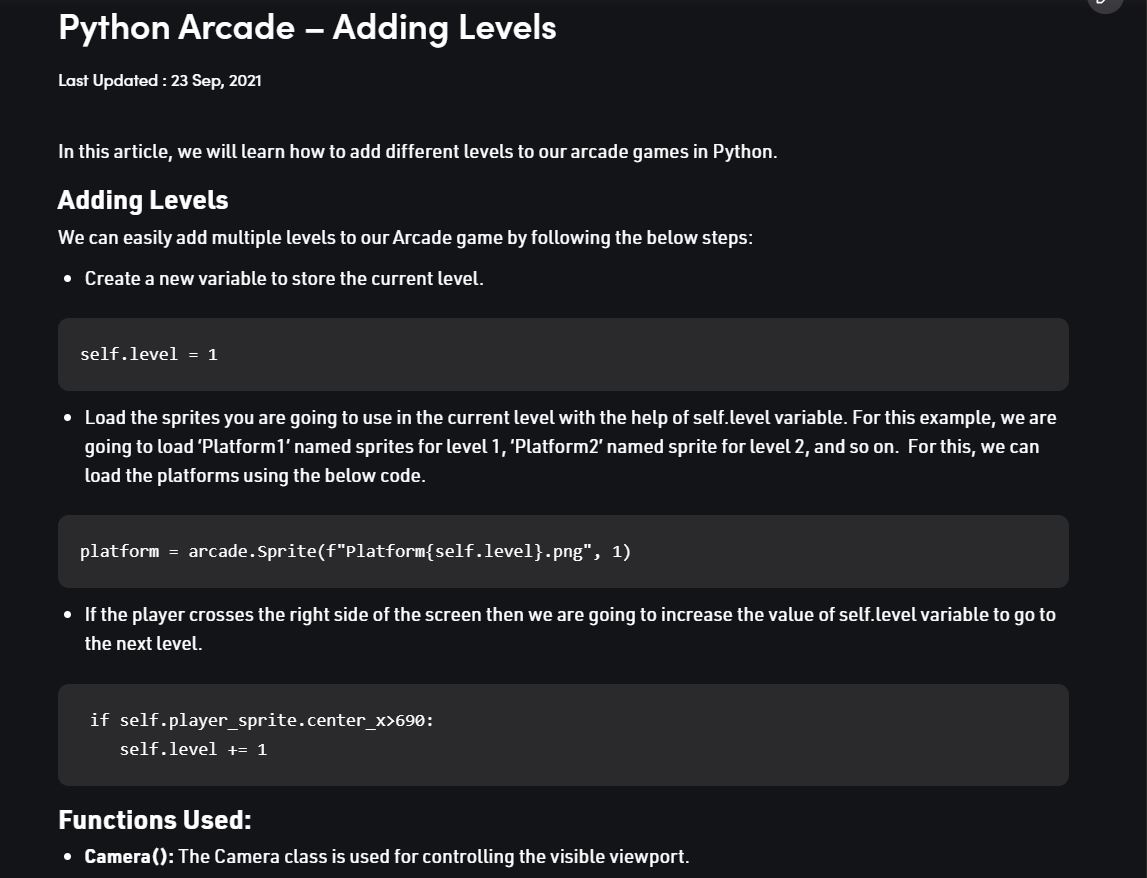 Python Arcade – Adding Levels
Last Updated : 23 Sep, 2021
In this article, we will learn how to add different levels to our arcade games in Python.
Adding Levels
We can easily add multiple levels to our Arcade game by following the below steps:
• Create a new variable to store the current level.
self.level = 1
• Load the sprites you are going to use in the current level with the help of self.level variable. For this example, we are
going to load ‘Platform1’ named sprites for level 1, ‘Platform2’ named sprite for level 2, and so on.  For this, we can
load the platforms using the below code.
platform = arcade.Sprite(f"Platform{self.level}.png", 1)
• If the player crosses the right side of the screen then we are going to increase the value of self.level variable to go to
the next level.
if self.player_sprite.center_x>690:
   self.level += 1
Functions Used:
• Camera(): The Camera class is used for controlling the visible viewport.